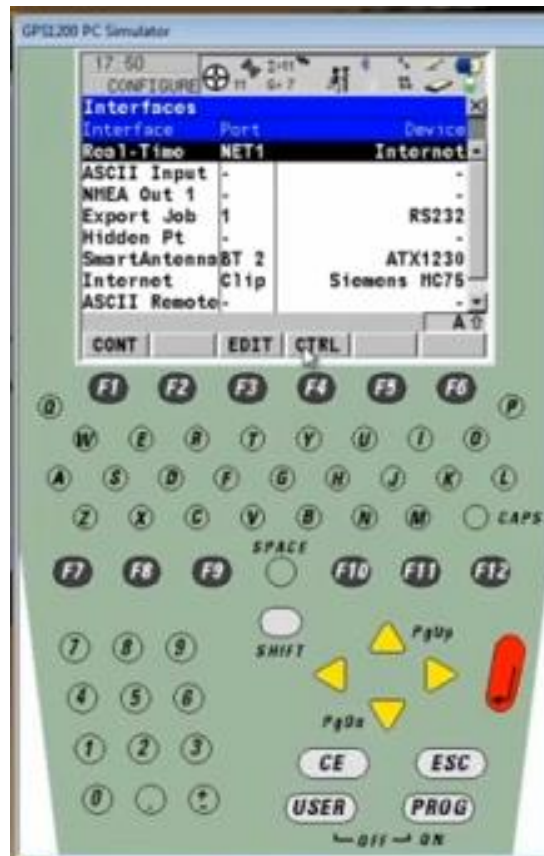 GPS1200 PC Simulator
17:50
CONFIGURE
11
Interfaces
Interface Port Device
Real-Time NET1 Internet
ASCII Input - -
NMEA Out 1 - -
Export Job 1 RS232
Hidden Pt - -
SmartAntenna BT 2 ATX1230
Internet Clip Siemens MC75
ASCII Remote - -
A
CONT EDIT CTRL
F1 F2 F3 F4 F5 F6
Q P
W E R T Y U I O
A S D F G H J K L
Z X C V B N M CAPS
SPACE
F7 F8 F9 F10 F11 F12
7 8 9 SHIFT PgUp
4 5 6
PgDn
1 2 3 CE ESC
0 . ± USER PROG
OFF ON